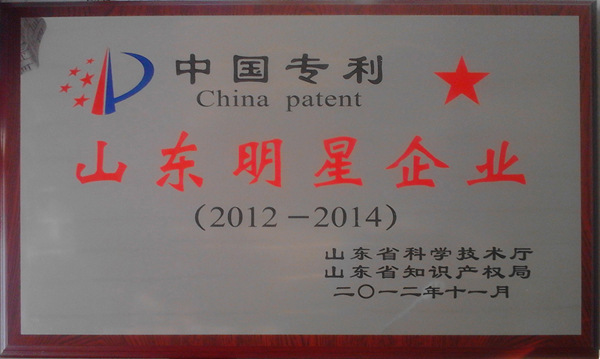 中国专利
China patent
山东明星企业
(2012-2014)
山东省科学技术厅
山东省知识产权局
二〇一二年十一月